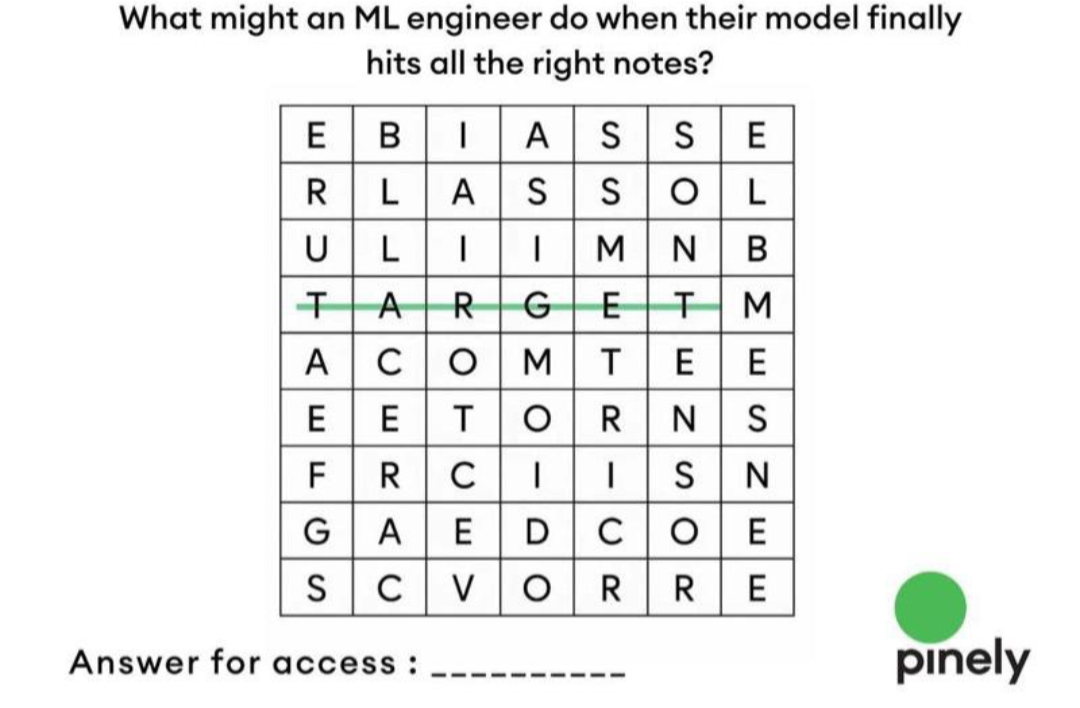 What might an ML engineer do when their model finally
hits all the right notes?
E B I A S S E
R L A S S O L
U L I I M N B
T A R G E T M
A C O M T E E
E E T O R N S
F R C I I S N
G A E D C O E
S C V O R R E
Answer for access : __________
pinely